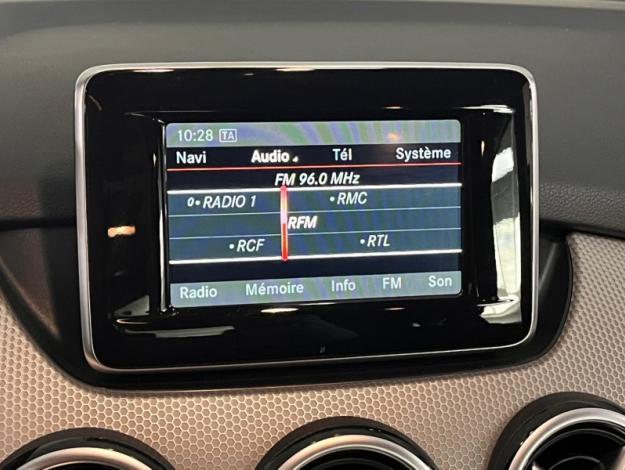 10:28 TA
Navi Audio Tél Système
FM 96.0 MHz
RADIO 1 RMC
RFM
RCF RTL
Radio Mémoire Info FM Son